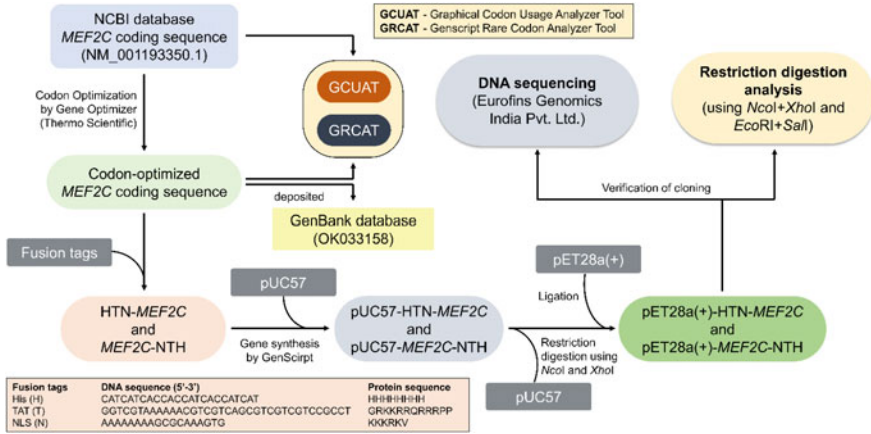 NCBI database
MEF2C coding sequence
(NM_001193350.1)
GCUAT - Graphical Codon Usage Analyzer Tool
GRCAT - Genscript Rare Codon Analyzer Tool
Codon Optimization
by Gene Optimizer
(Thermo Scientific)
GCUAT
GRCAT
DNA sequencing
(Eurofins Genomics
India Pvt. Ltd.)
Restriction digestion
analysis
(using NcoI+XhoI and
EcoRI+SalI)
Codon-optimized
MEF2C coding sequence
deposited
GenBank database
(OK033158)
Verification of cloning
Fusion tags
pUC57
pET28a(+)
Ligation
HTN-MEF2C
and
MEF2C-NTH
Gene synthesis
by GenScirpt
pUC57-HTN-MEF2C
and
pUC57-MEF2C-NTH
Restriction
digestion using
NcoI and XhoI
pUC57
pET28a(+)-HTN-MEF2C
and
pET28a(+)-MEF2C-NTH
Fusion tags DNA sequence (5'-3') Protein sequence
His (H) CATCATCACCACCATCACCATCAT HHHHHHHH
TAT (T) GGTCGTAAAAAACGTCGTCAGCGTCGTCGTCCGCCT GRKKRRQRRRPP
NLS (N) AAAAAAAAGCGCAAAGTG KKKRKV